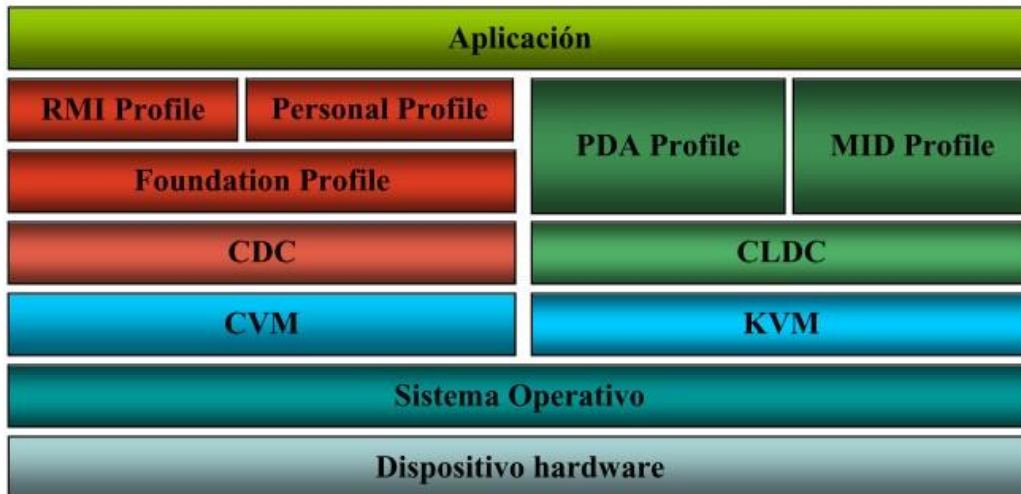 Aplicación
RMI Profile
Personal Profile
PDA Profile
MID Profile
Foundation Profile
CDC
CLDC
CVM
KVM
Sistema Operativo
Dispositivo hardware